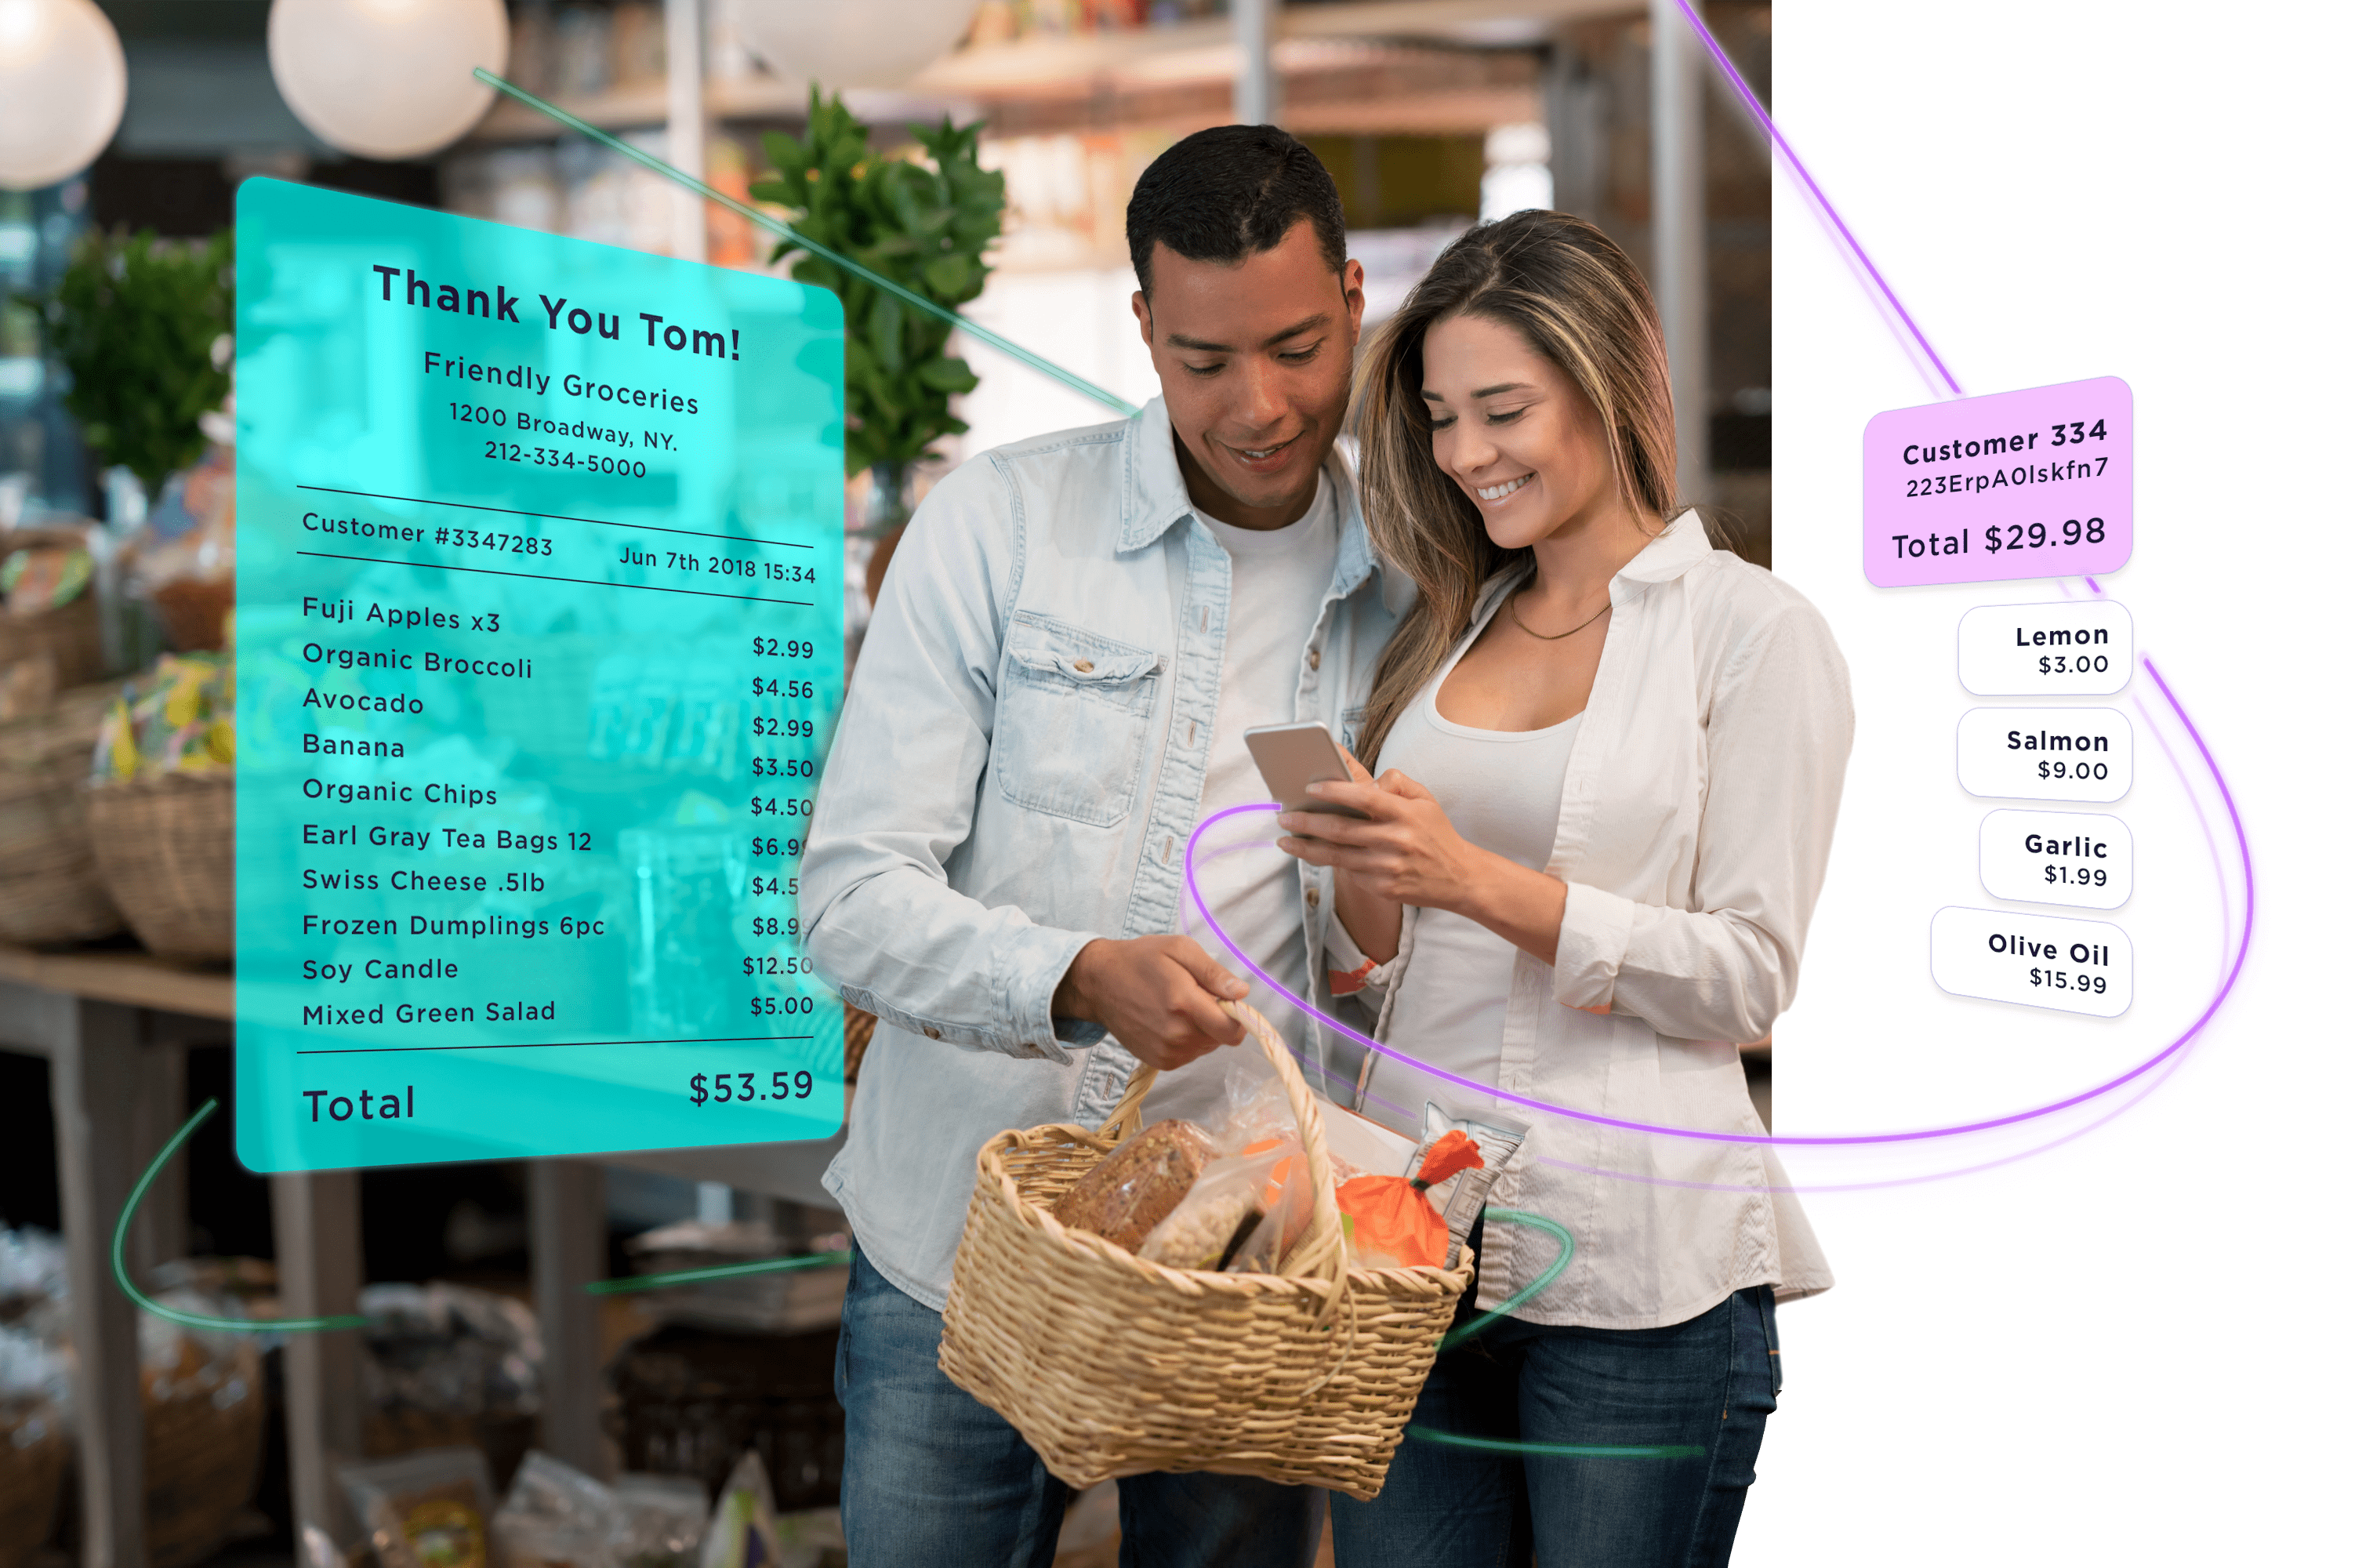 Thank You Tom!
Friendly Groceries
1200 Broadway, NY.
212-334-5000
Customer #3347283 Jun 7th 2018 15:34
Fuji Apples x3 $2.99
Organic Broccoli $4.56
Avocado $2.99
Banana $3.50
Organic Chips $4.50
Earl Gray Tea Bags 12
Swiss Cheese .5lb
Frozen Dumplings 6pc
Soy Candle $12.50
Mixed Green Salad $5.00
Total $53.59
Customer 334
223ErpA0lskfn7
Total $29.98
Lemon
$3.00
Salmon
$9.00
Garlic
$1.99
Olive Oil
$15.99